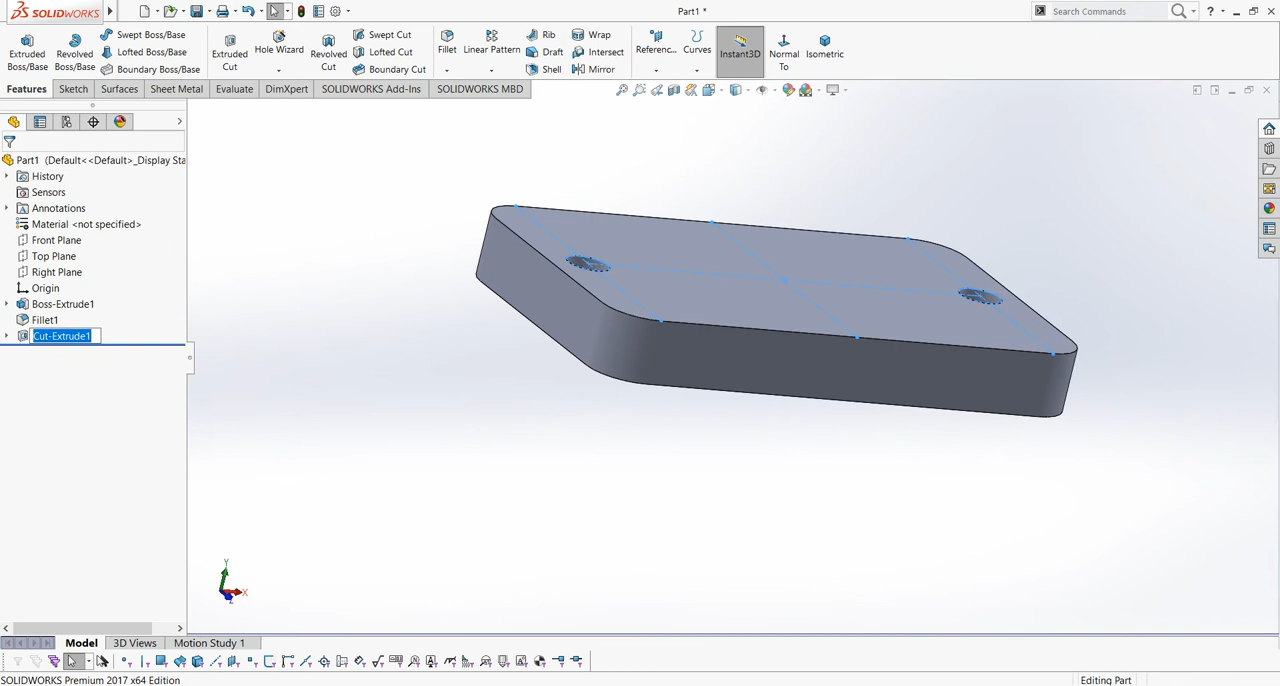 SOLIDWORKS
Part1 *
Search Commands
?
Extruded Boss/Base
Revolved Boss/Base
Swept Boss/Base
Lofted Boss/Base
Boundary Boss/Base
Extruded Cut
Hole Wizard
Revolved Cut
Swept Cut
Lofted Cut
Boundary Cut
Fillet
Linear Pattern
Rib
Draft
Shell
Wrap
Intersect
Mirror
Referenc...
Curves
Instant3D
Normal To
Isometric
Features
Sketch
Surfaces
Sheet Metal
Evaluate
DimXpert
SOLIDWORKS Add-Ins
SOLIDWORKS MBD
Part1 (Default<<Default>_Display Sta
History
Sensors
Annotations
Material <not specified>
Front Plane
Top Plane
Right Plane
Origin
Boss-Extrude1
Fillet1
Cut-Extrude1
Y
X
Z
Model
3D Views
Motion Study 1
SOLIDWORKS Premium 2017 x64 Edition
Editing Part